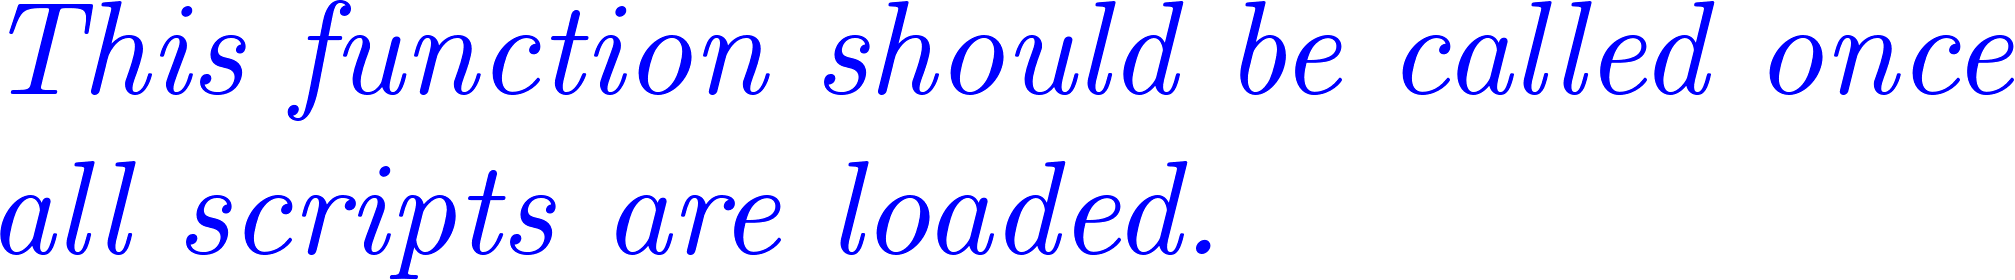 This function should be called once
all scripts are loaded.